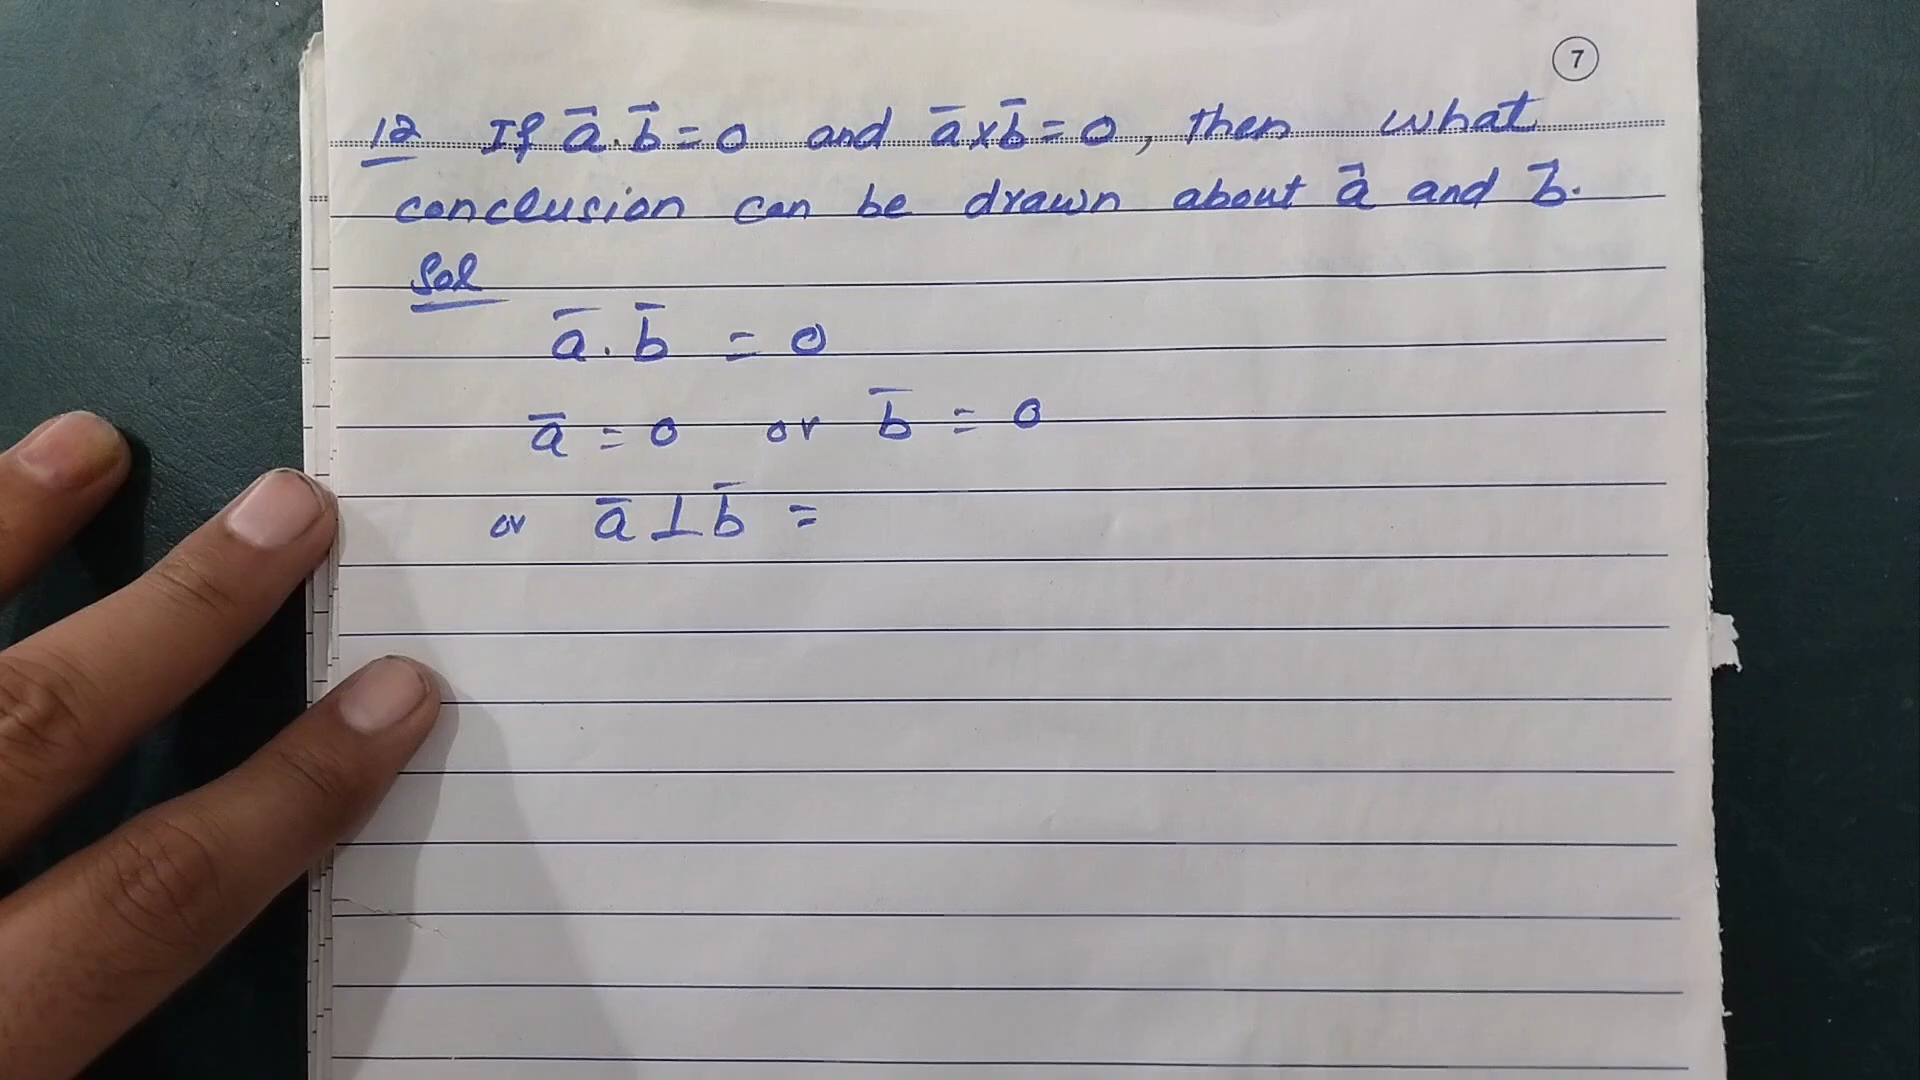 7
12 If a⃗.b⃗=0 and a̅×b̅=0, then what
conclusion can be drawn about a⃗ and b⃗.
Sol
a̅.b̅ = 0
a̅ = 0 or b̅ = 0
or a̅⊥b̅ =